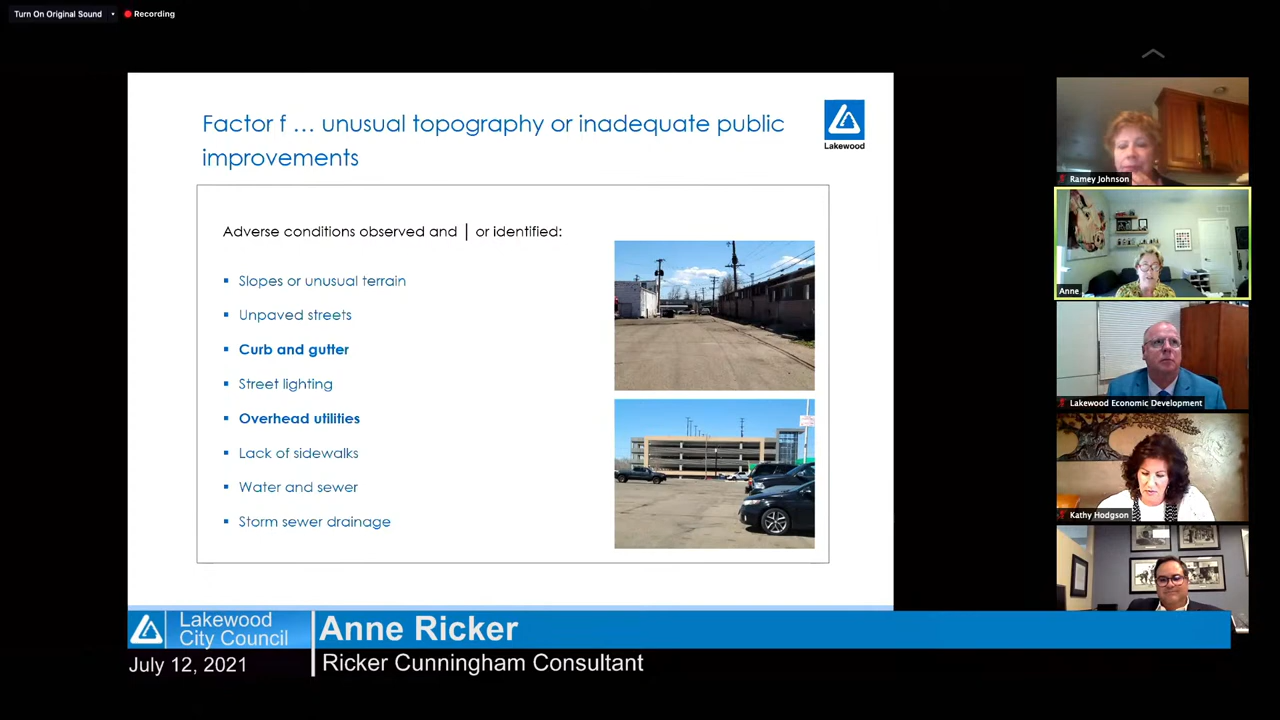 Turn On Original Sound
Recording
Factor f … unusual topography or inadequate public
improvements
Lakewood
Adverse conditions observed and | or identified:
▪ Slopes or unusual terrain
▪ Unpaved streets
▪ Curb and gutter
▪ Street lighting
▪ Overhead utilities
▪ Lack of sidewalks
▪ Water and sewer
▪ Storm sewer drainage
Ramey Johnson
Anne
Lakewood Economic Development
Kathy Hodgson
Lakewood
City Council
July 12, 2021
Anne Ricker
Ricker Cunningham Consultant